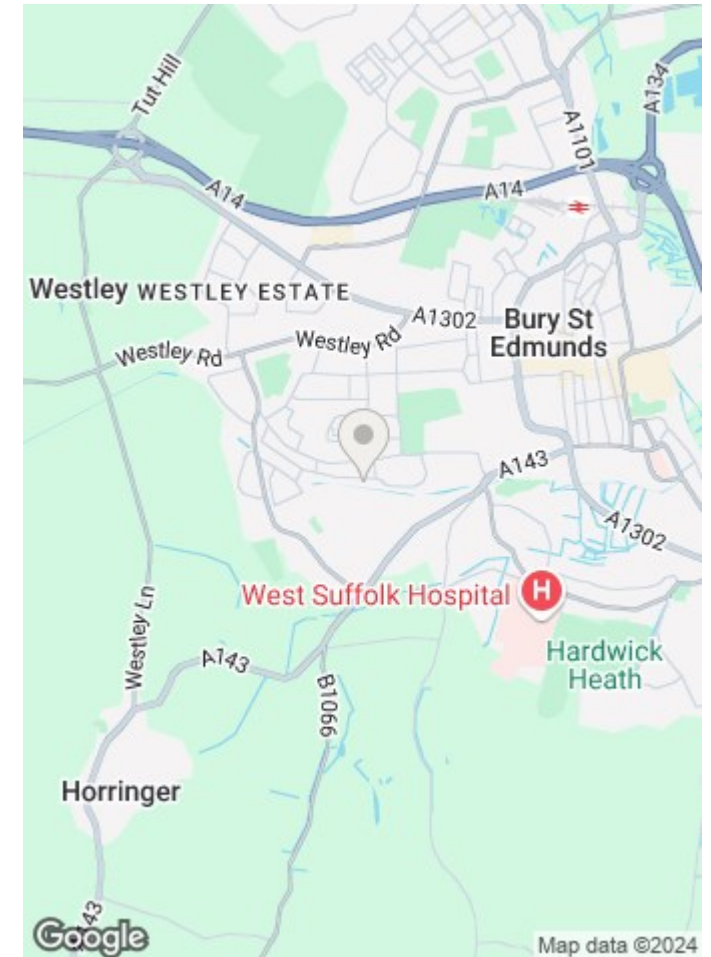 Tut Hill
A134
A1101
A14
A14
Westley
WESTLEY ESTATE
A1302
Bury St
Edmunds
Westley Rd
Westley Rd
A143
A1302
West Suffolk Hospital
H
Hardwick
Heath
Westley Ln
A143
B1066
Horringer
A143
Google
Map data ©2024